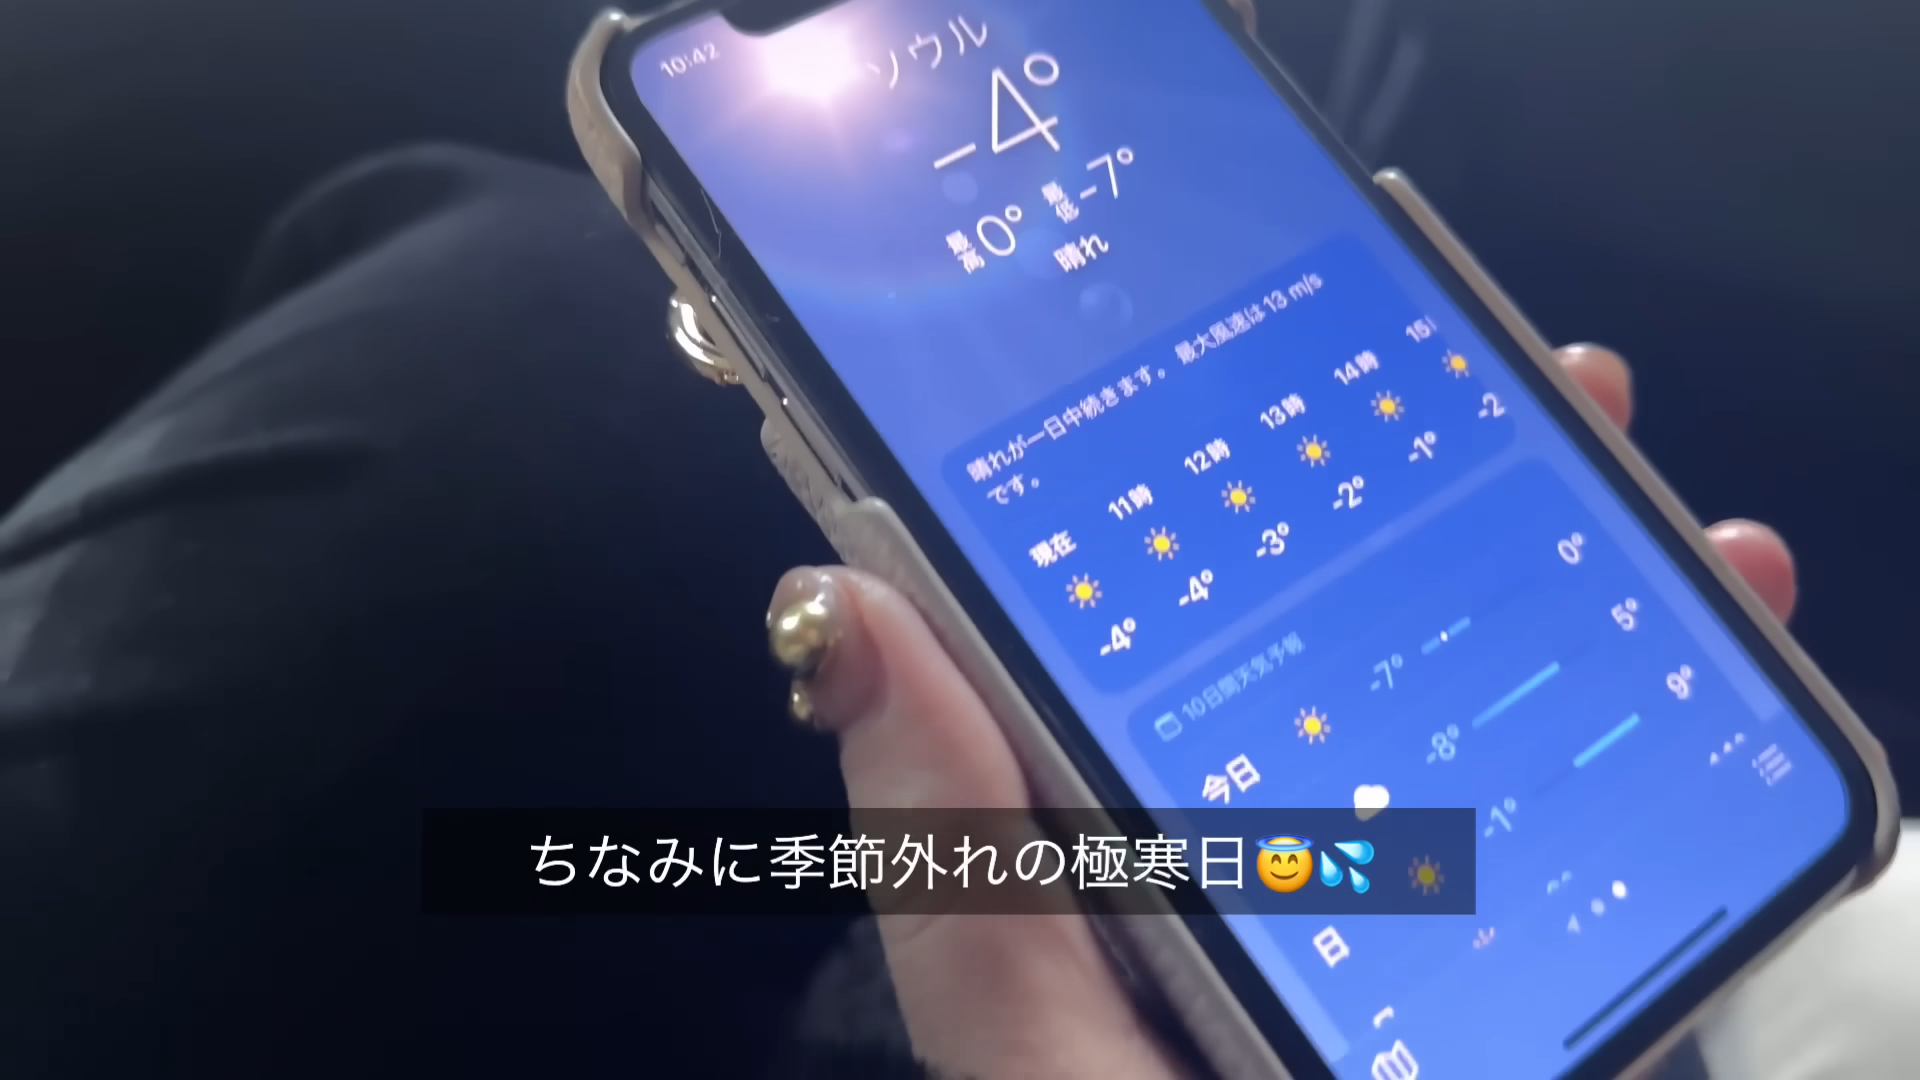 10:42
ソウル
-4°
最高0° 最低-7°
晴れ
晴れが一日中続きます。最大風速は13 m/s
です。
現在 11時 12時 13時 14時 15
-4° -4° -3° -2° -1° -2
10日間天気予報
今日 -7° 0°
-8° 5°
日 -1° 9°
ちなみに季節外れの極寒日😇💦